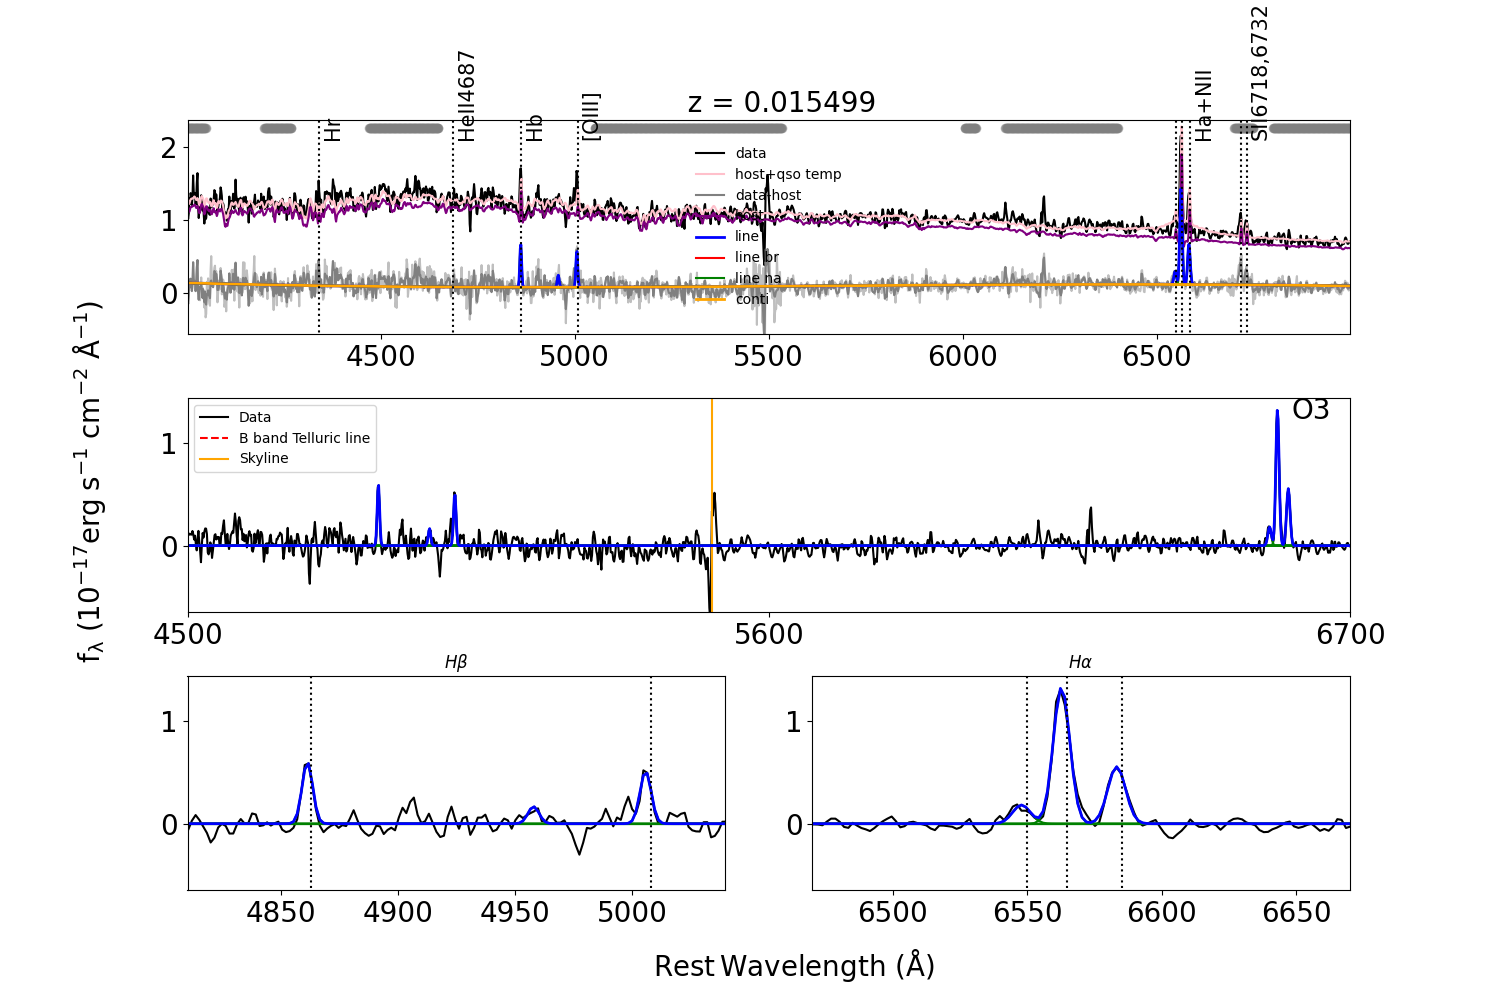 z = 0.015499
Hr
HeII4687
Hb
[OIII]
Ha+NII
SII6718,6732
data
host+qso temp
data-host
host
line
line br
line na
conti
2
1
0
4500 5000 5500 6000 6500
fλ (10⁻¹⁷erg s⁻¹ cm⁻² Å⁻¹)
Data
B band Telluric line
Skyline
O3
1
0
4500 5600 6700
Hβ
1
0
4850 4900 4950 5000
Hα
1
0
6500 6550 6600 6650
Rest Wavelength (Å)